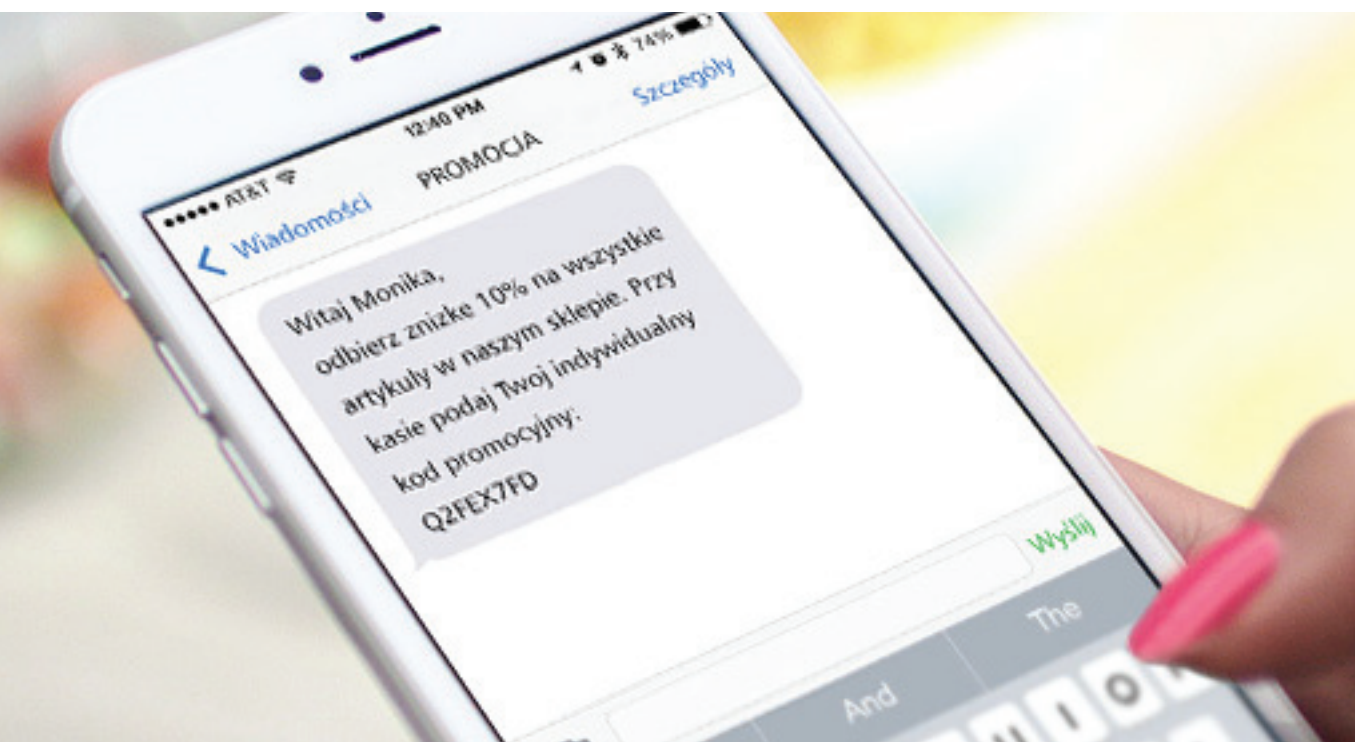 ●●●●● AT&T 12:40 PM 74%
Wiadomości PROMOCJA Szczegóły
Witaj Monika,
odbierz znizke 10% na wszystkie
artykuly w naszym sklepie. Przy
kasie podaj Twoj indywidualny
kod promocyjny:
Q2FEX7FD
Wyślij
And The
U I O